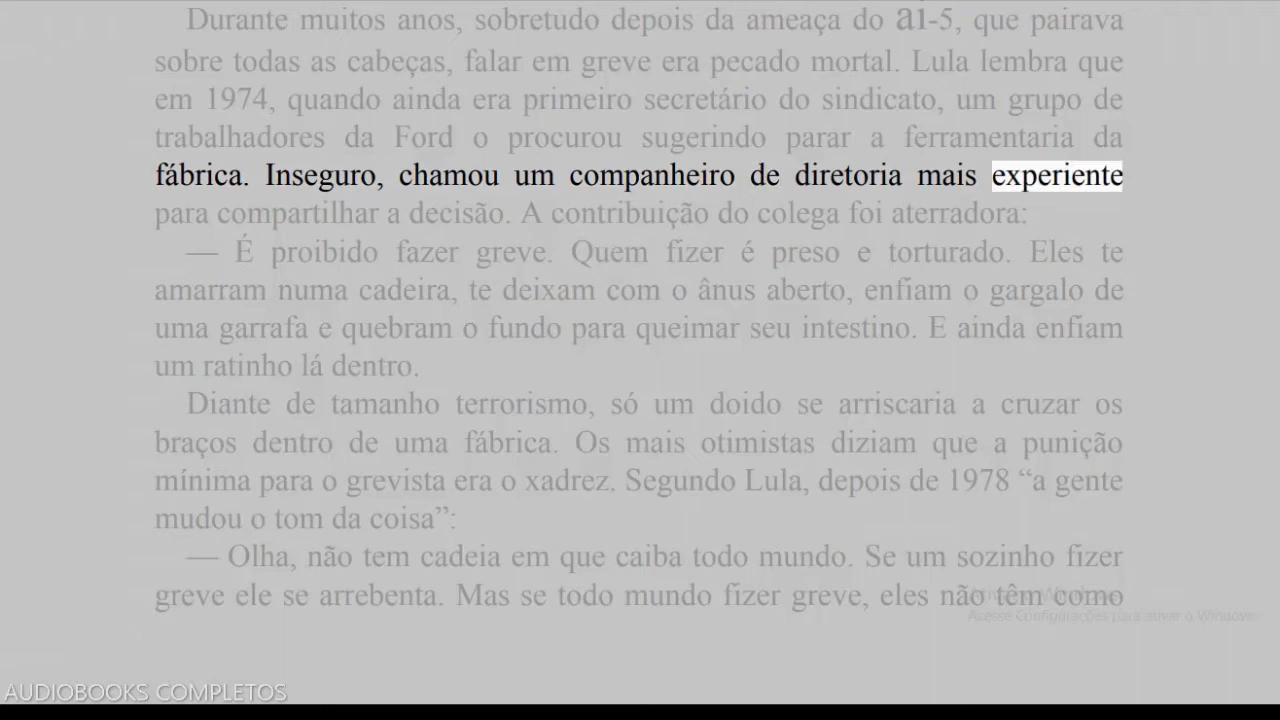 Durante muitos anos, sobretudo depois da ameaça do ai-5, que pairava
sobre todas as cabeças, falar em greve era pecado mortal. Lula lembra que
em 1974, quando ainda era primeiro secretário do sindicato, um grupo de
trabalhadores da Ford o procurou sugerindo parar a ferramentaria da
fábrica. Inseguro, chamou um companheiro de diretoria mais experiente
para compartilhar a decisão. A contribuição do colega foi aterradora:
— É proibido fazer greve. Quem fizer é preso e torturado. Eles te
amarram numa cadeira, te deixam com o ânus aberto, enfiam o gargalo de
uma garrafa e quebram o fundo para queimar seu intestino. E ainda enfiam
um ratinho lá dentro.
Diante de tamanho terrorismo, só um doido se arriscaria a cruzar os
braços dentro de uma fábrica. Os mais otimistas diziam que a punição
mínima para o grevista era o xadrez. Segundo Lula, depois de 1978 “a gente
mudou o tom da coisa”:
— Olha, não tem cadeia em que caiba todo mundo. Se um sozinho fizer
greve ele se arrebenta. Mas se todo mundo fizer greve, eles não têm como
Ativar o Windows
Acesse Configurações para ativar o Windows.
AUDIOBOOKS COMPLETOS